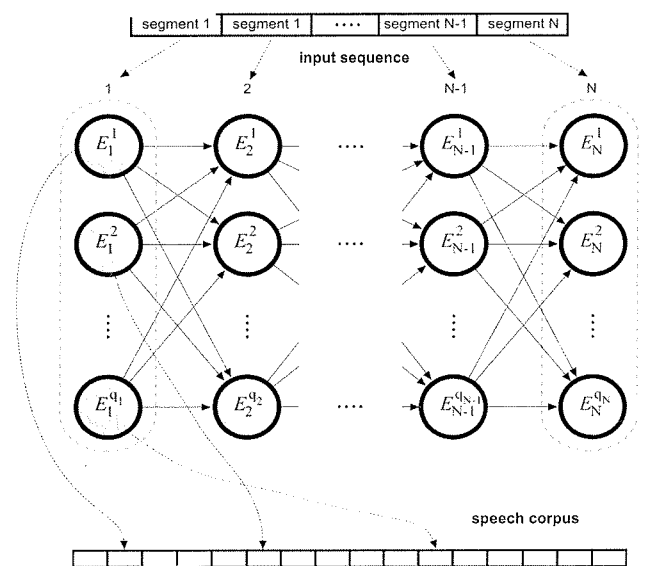 segment 1 segment 1 .... segment N-1 segment N
input sequence
1 2 N-1 N
E_1^1 E_2^1 .... E_{N-1}^1 E_N^1
E_1^2 E_2^2 .... E_{N-1}^2 E_N^2
E_1^{q_1} E_2^{q_2} .... E_{N-1}^{q_{N-1}} E_N^{q_N}
speech corpus